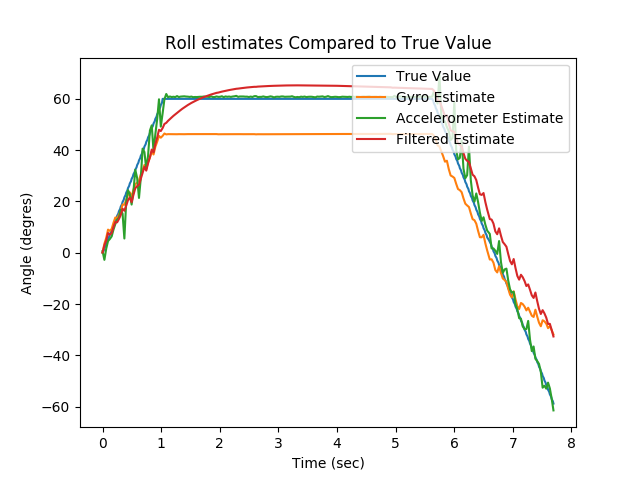 Roll estimates Compared to True Value
True Value
Gyro Estimate
Accelerometer Estimate
Filtered Estimate
60
40
20
0
−20
−40
−60
Angle (degres)
0 1 2 3 4 5 6 7 8
Time (sec)